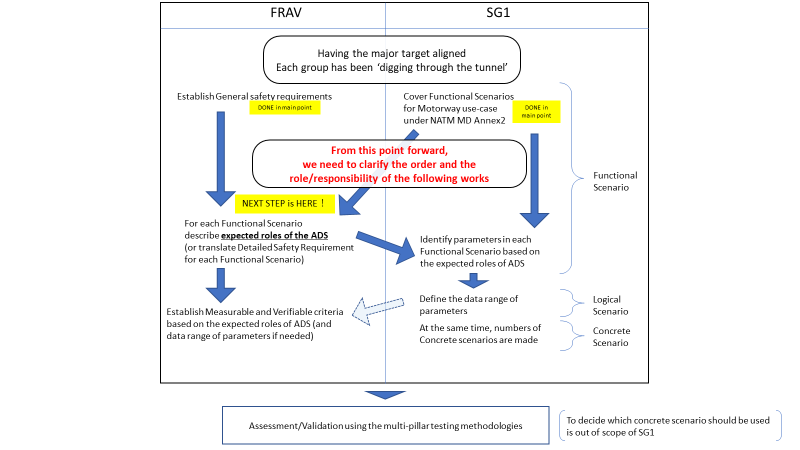 FRAV
SG1
Having the major target aligned
Each group has been ‘digging through the tunnel’
Establish General safety requirements
DONE in main point
Cover Functional Scenarios
for Motorway use-case
under NATM MD Annex2
DONE in
main point
From this point forward,
we need to clarify the order and the
role/responsibility of the following works
Functional
Scenario
NEXT STEP is HERE！
For each Functional Scenario
describe expected roles of the ADS
(or translate Detailed Safety Requirement
for each Functional Scenario)
Identify parameters in each
Functional Scenario based on
the expected roles of ADS
Establish Measurable and Verifiable criteria
based on the expected roles of ADS (and
data range of parameters if needed)
Define the data range of
parameters
Logical
Scenario
At the same time, numbers of
Concrete scenarios are made
Concrete
Scenario
Assessment/Validation using the multi-pillar testing methodologies
To decide which concrete scenario should be used
is out of scope of SG1